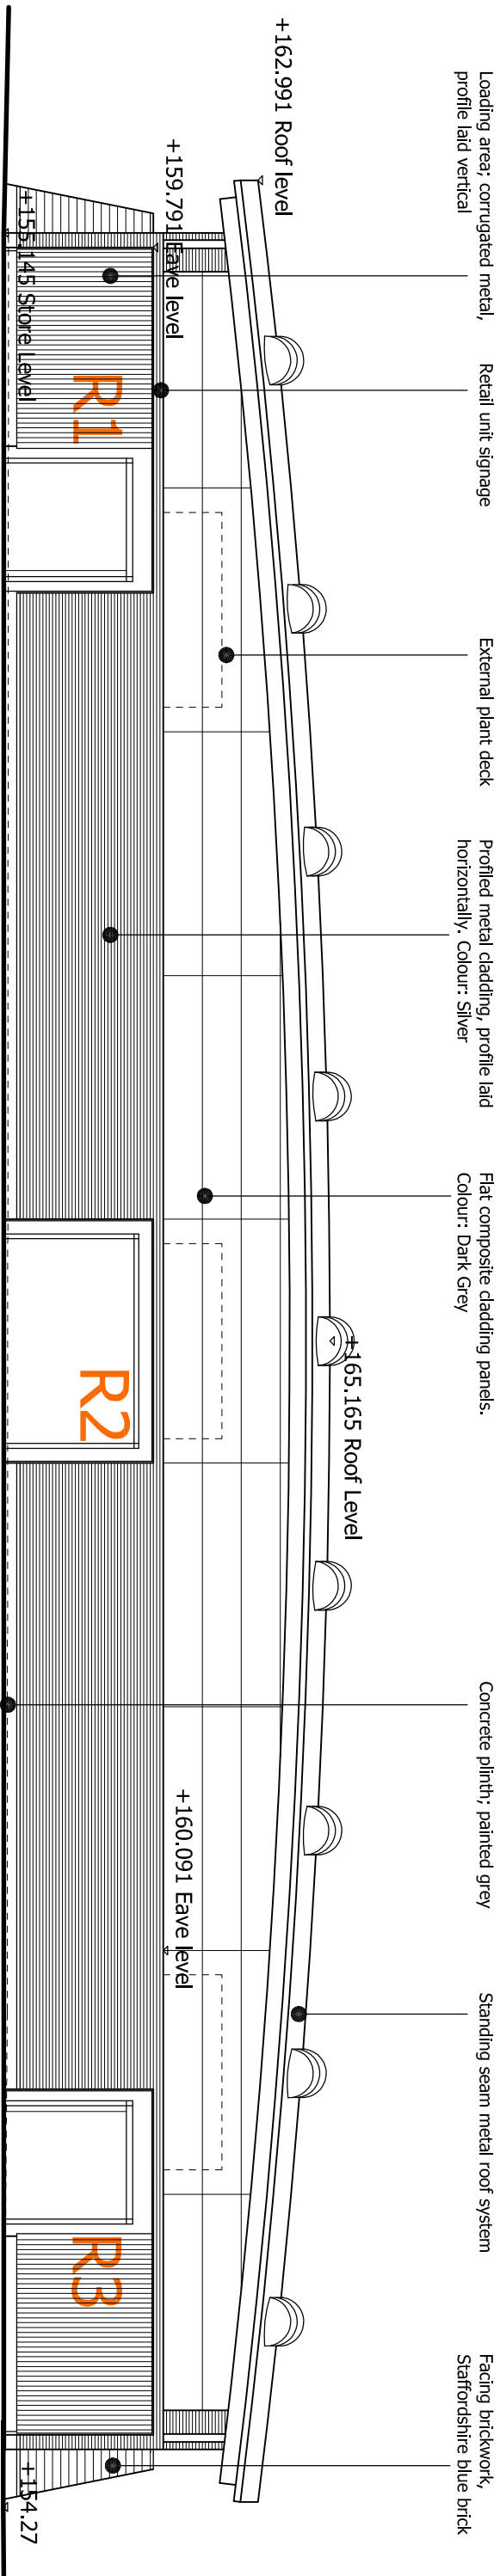 Loading area; corrugated metal,
profile laid vertical
Retail unit signage
External plant deck
Profiled metal cladding, profile laid
horizontally. Colour: Silver
Flat composite cladding panels.
Colour: Dark Grey
Concrete plinth; painted grey
Standing seam metal roof system
Facing brickwork,
Staffordshire blue brick
+162.991 Roof level
+159.791 Eave level
+155.145 Store Level
+165.165 Roof Level
+160.091 Eave level
+154.27
R1
R2
R3